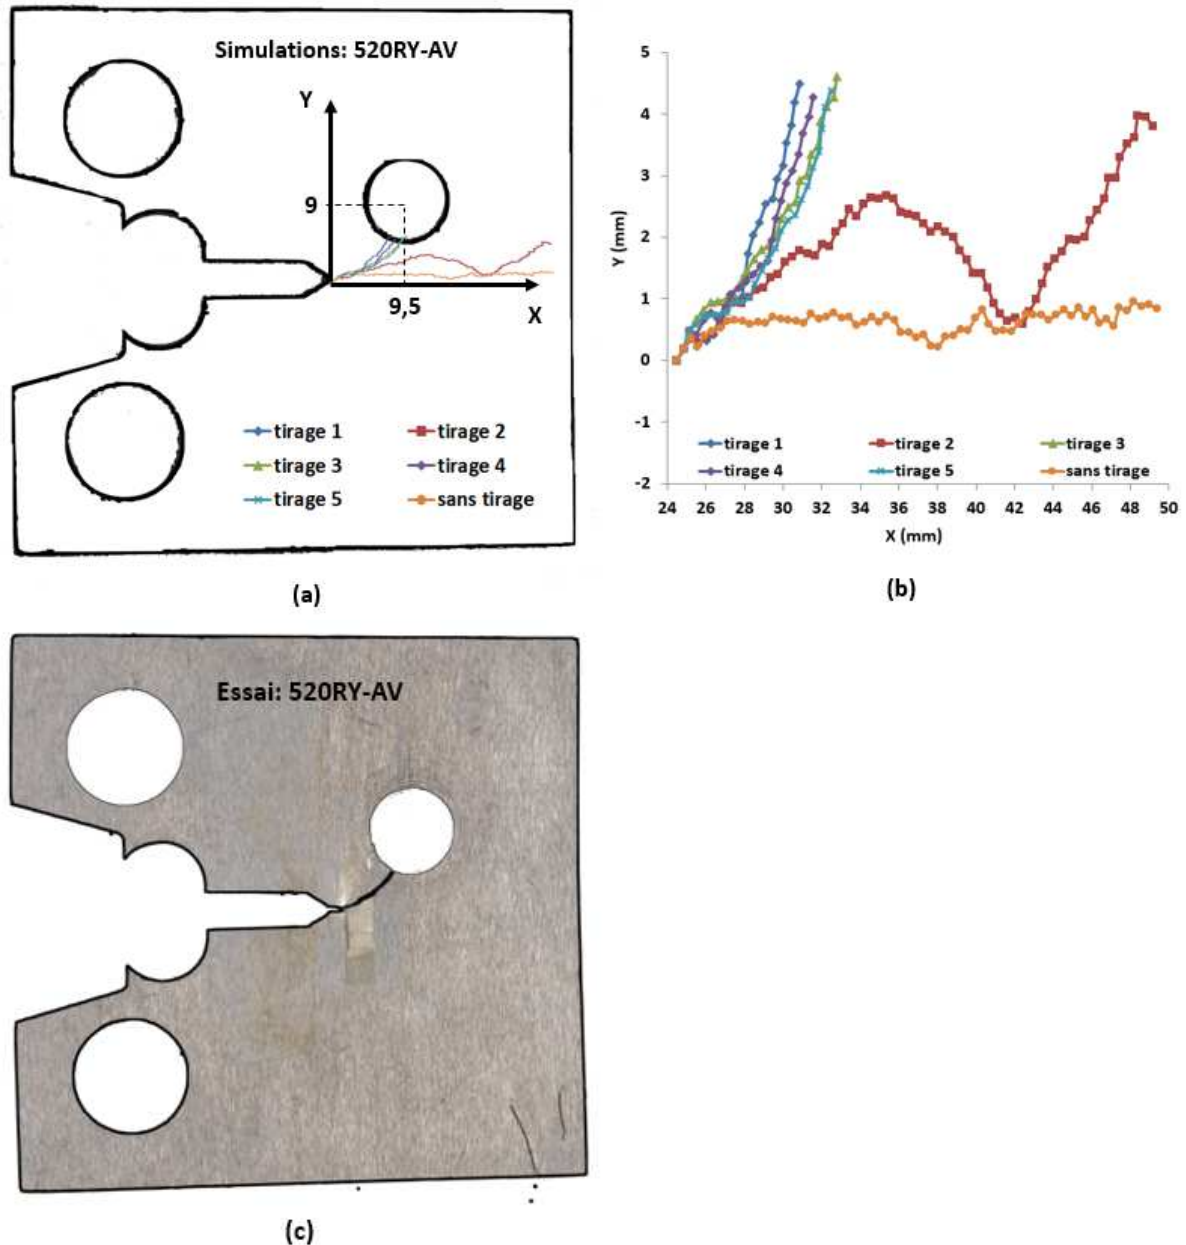 Simulations: 520RY-AV
Y
9
9,5
X
tirage 1
tirage 2
tirage 3
tirage 4
tirage 5
sans tirage
(a)
5
4
3
2
1
0
-1
-2
Y (mm)
tirage 1
tirage 2
tirage 3
tirage 4
tirage 5
sans tirage
24 26 28 30 32 34 36 38 40 42 44 46 48 50
X (mm)
(b)
Essai: 520RY-AV
(c)